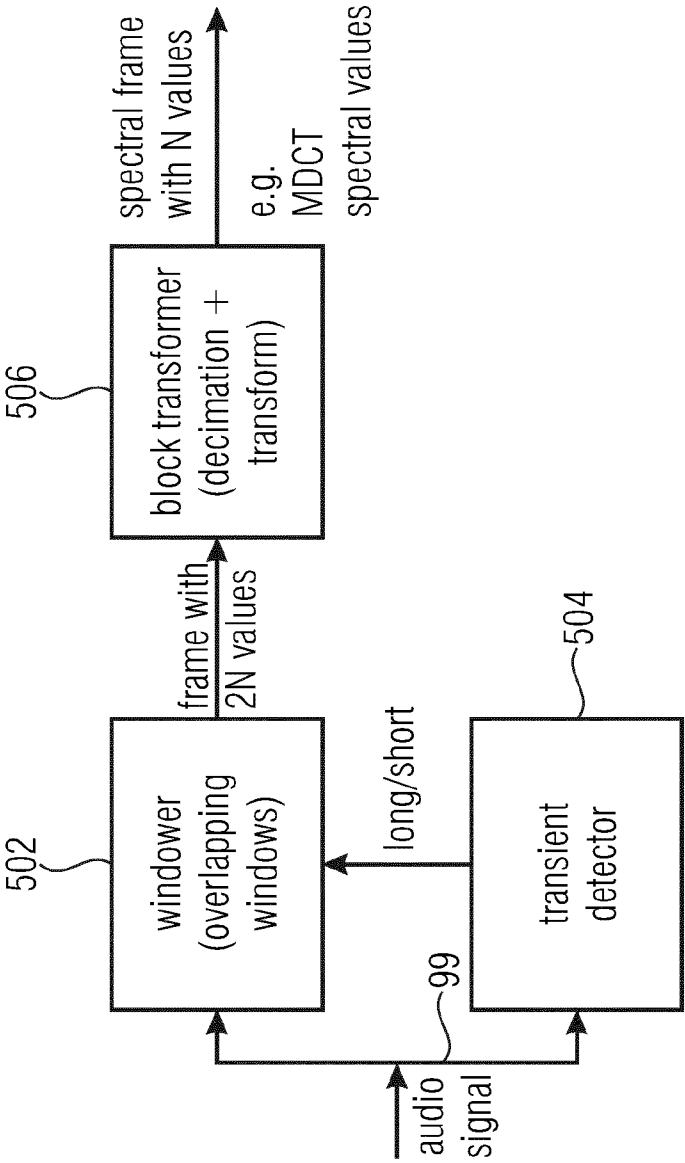 502
windower
(overlapping
windows)
frame with
2N values
506
block transformer
(decimation +
transform)
spectral frame
with N values
e.g.
MDCT
spectral values
audio
signal
99
long/short
transient
detector
504